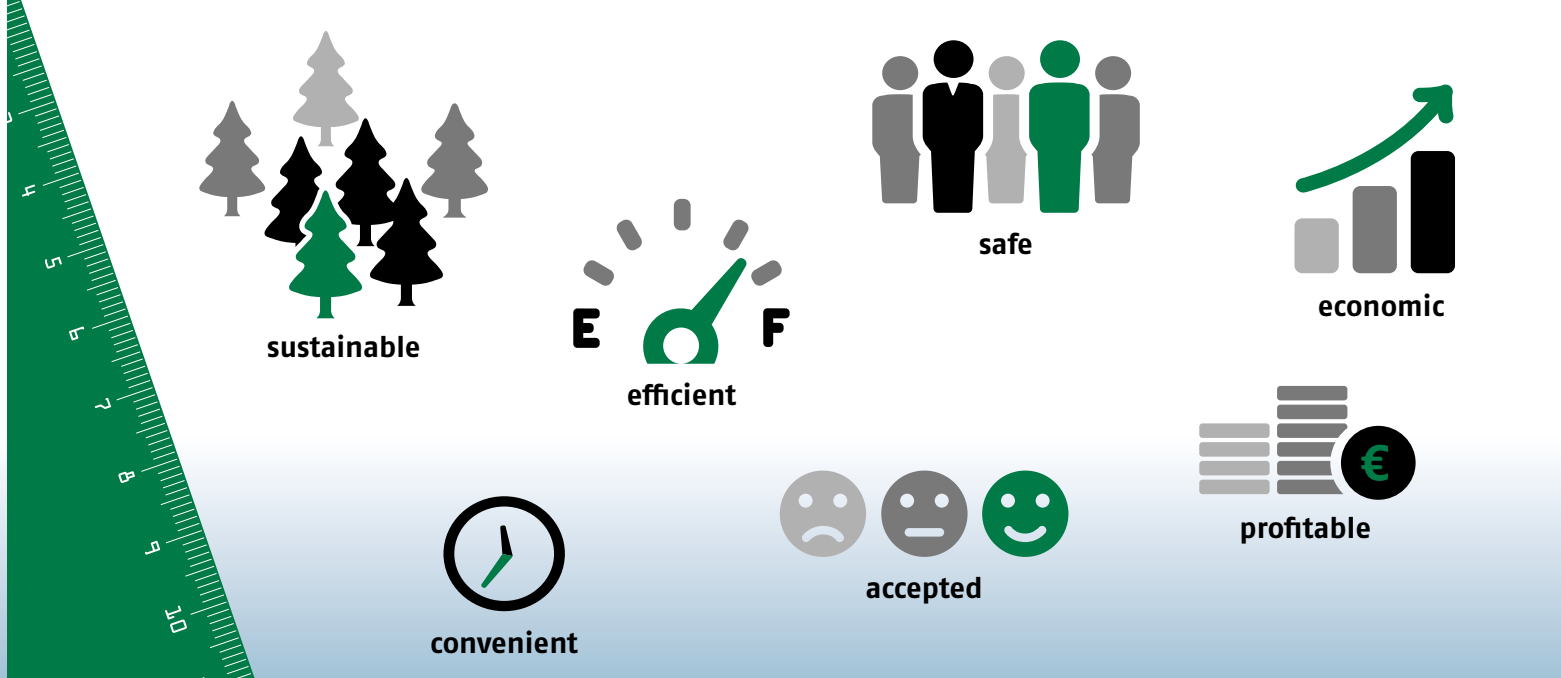 safe
economic
E
F
sustainable
efficient
€
profitable
accepted
convenient
4
5
6
7
8
9
10